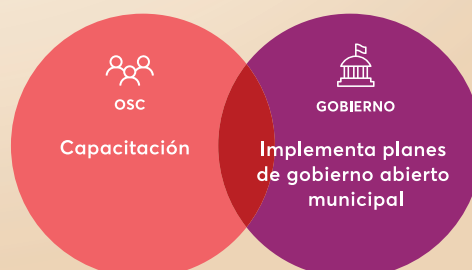 OSC
Capacitación
GOBIERNO
Implementa planes
de gobierno abierto
municipal